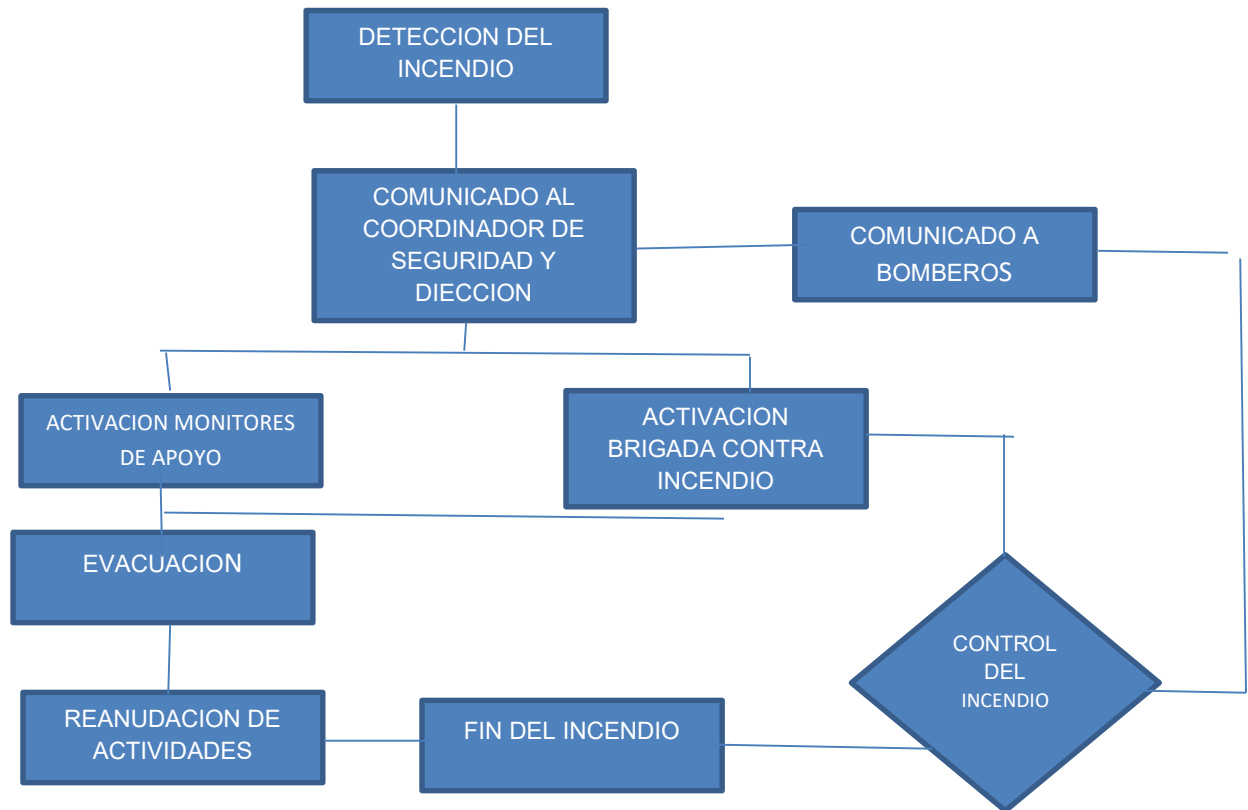 DETECCION DEL
INCENDIO
COMUNICADO AL
COORDINADOR DE
SEGURIDAD Y
DIECCION
COMUNICADO A
BOMBEROS
ACTIVACION MONITORES
DE APOYO
ACTIVACION
BRIGADA CONTRA
INCENDIO
EVACUACION
CONTROL
DEL
INCENDIO
REANUDACION DE
ACTIVIDADES
FIN DEL INCENDIO